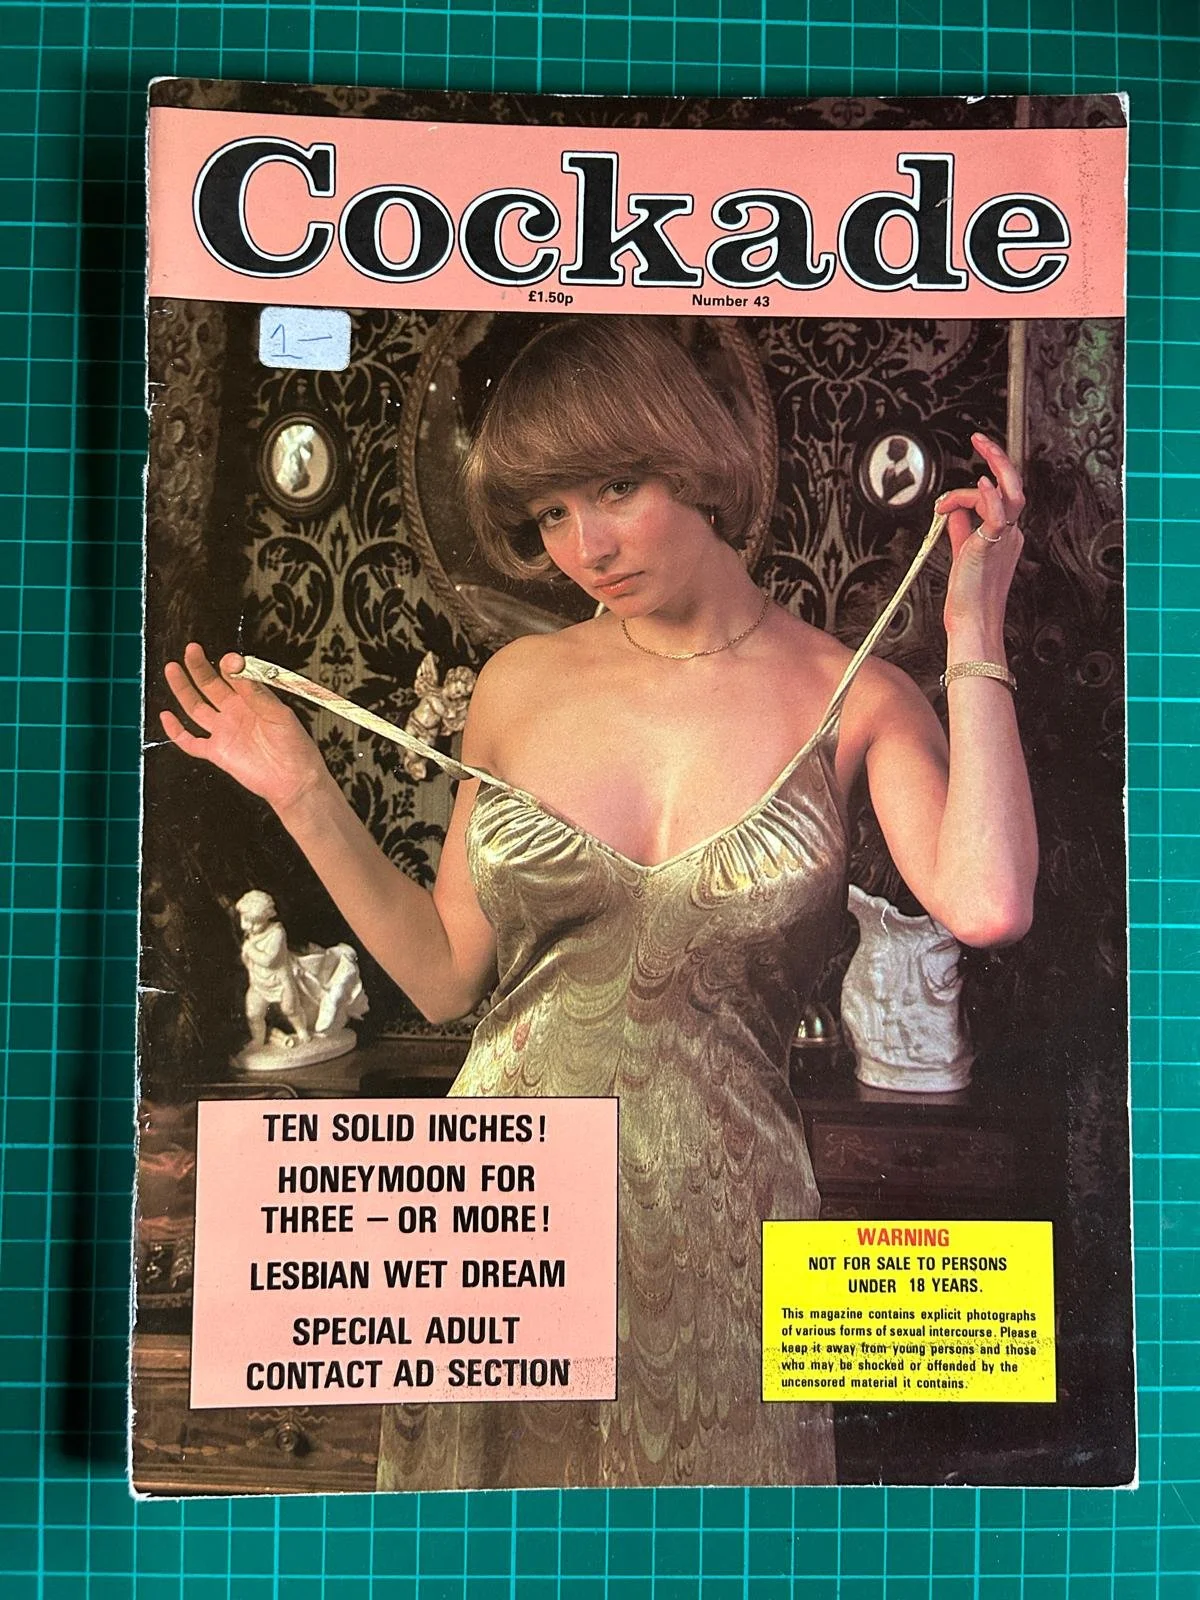 Cockade
£1.50p Number 43
1 —
TEN SOLID INCHES!
HONEYMOON FOR
THREE – OR MORE!
LESBIAN WET DREAM
SPECIAL ADULT
CONTACT AD SECTION
WARNING
NOT FOR SALE TO PERSONS
UNDER 18 YEARS.
This magazine contains explicit photographs
of various forms of sexual intercourse. Please
keep it away from young persons and those
who may be shocked or offended by the
uncensored material it contains.